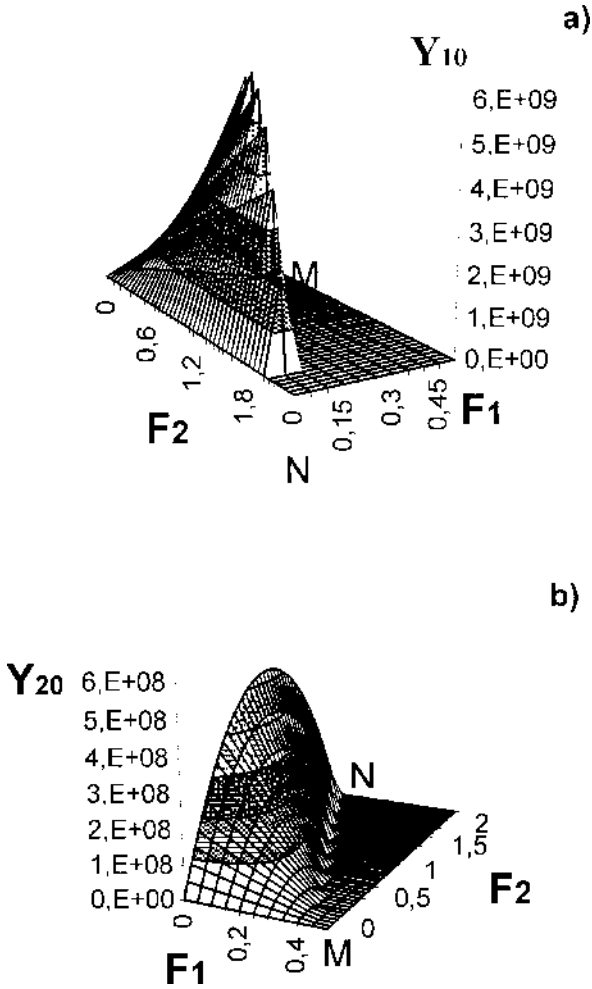 a)
Y10
6,E+09
5,E+09
4,E+09
3,E+09
M
2,E+09
1,E+09
0,E+00
0
0,6
1,2
1,8
F2
0
0,15
0,3
0,45
F1
N
b)
Y20
6,E+08
5,E+08
4,E+08
3,E+08
2,E+08
1,E+08
0,E+00
N
2
1,5
1
0,5
0
F2
0
0,2
0,4
M
F1